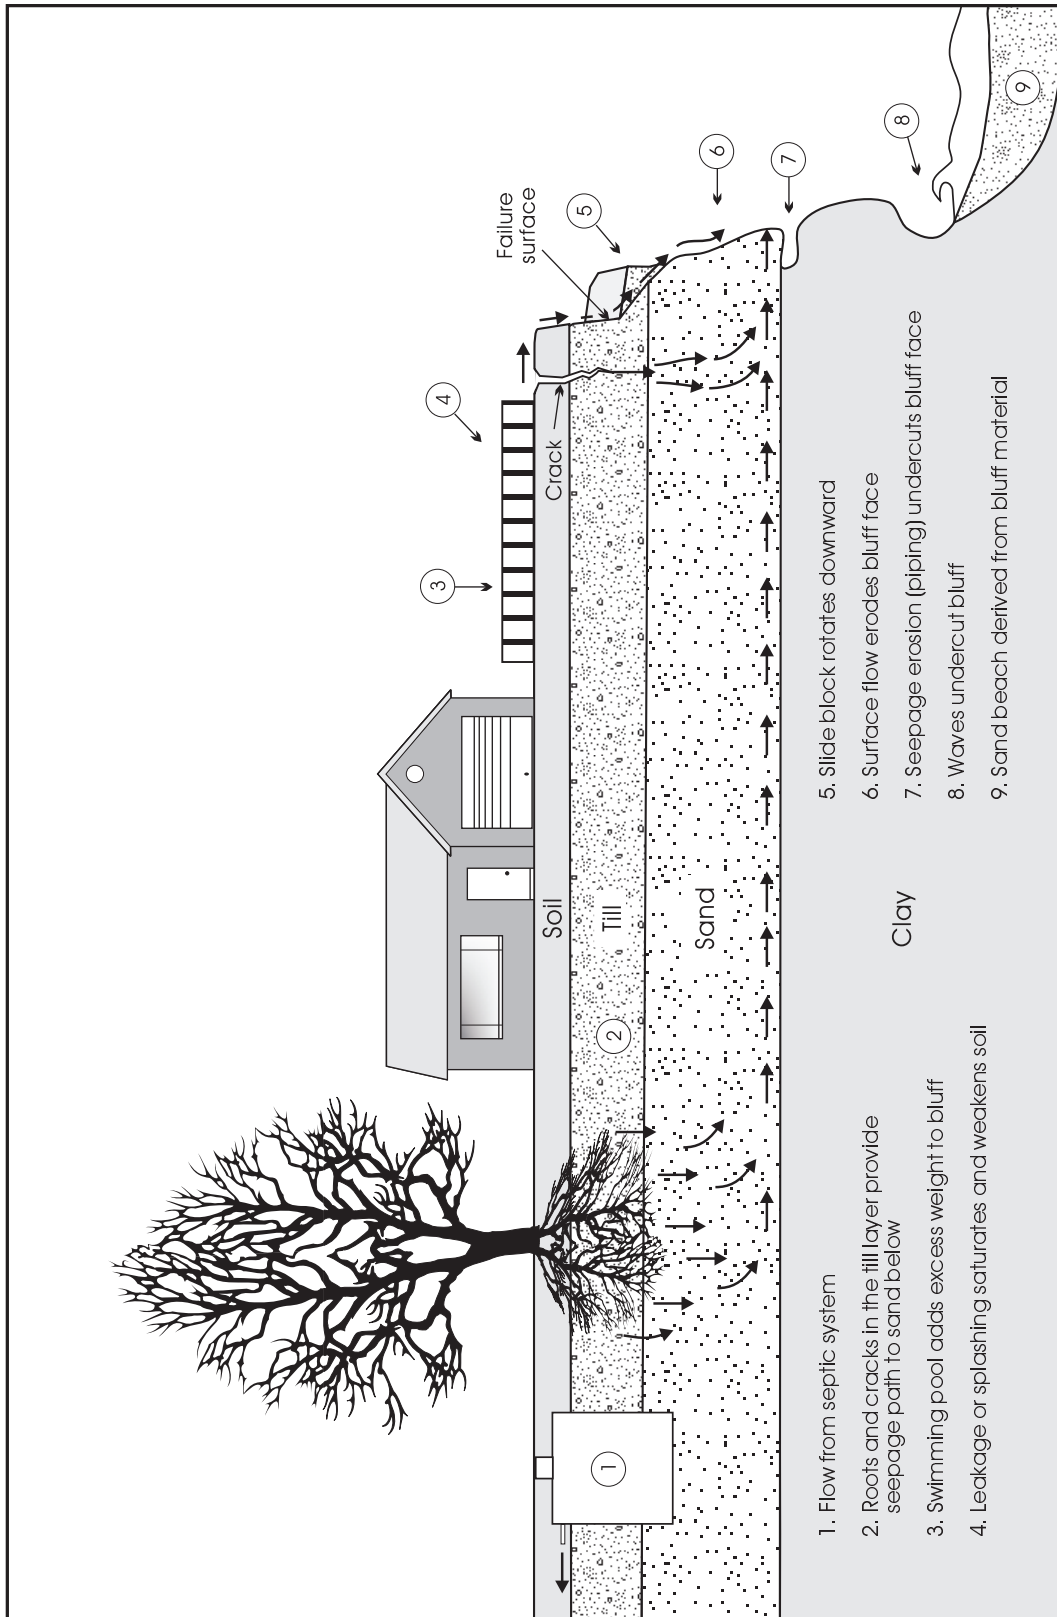 Failure
surface
Crack
Soil
Till
Sand
Clay
1
2
3
4
5
6
7
8
9
1. Flow from septic system
2. Roots and cracks in the till layer provide
seepage path to sand below
3. Swimming pool adds excess weight to bluff
4. Leakage or splashing saturates and weakens soil
5. Slide block rotates downward
6. Surface flow erodes bluff face
7. Seepage erosion (piping) undercuts bluff face
8. Waves undercut bluff
9. Sand beach derived from bluff material